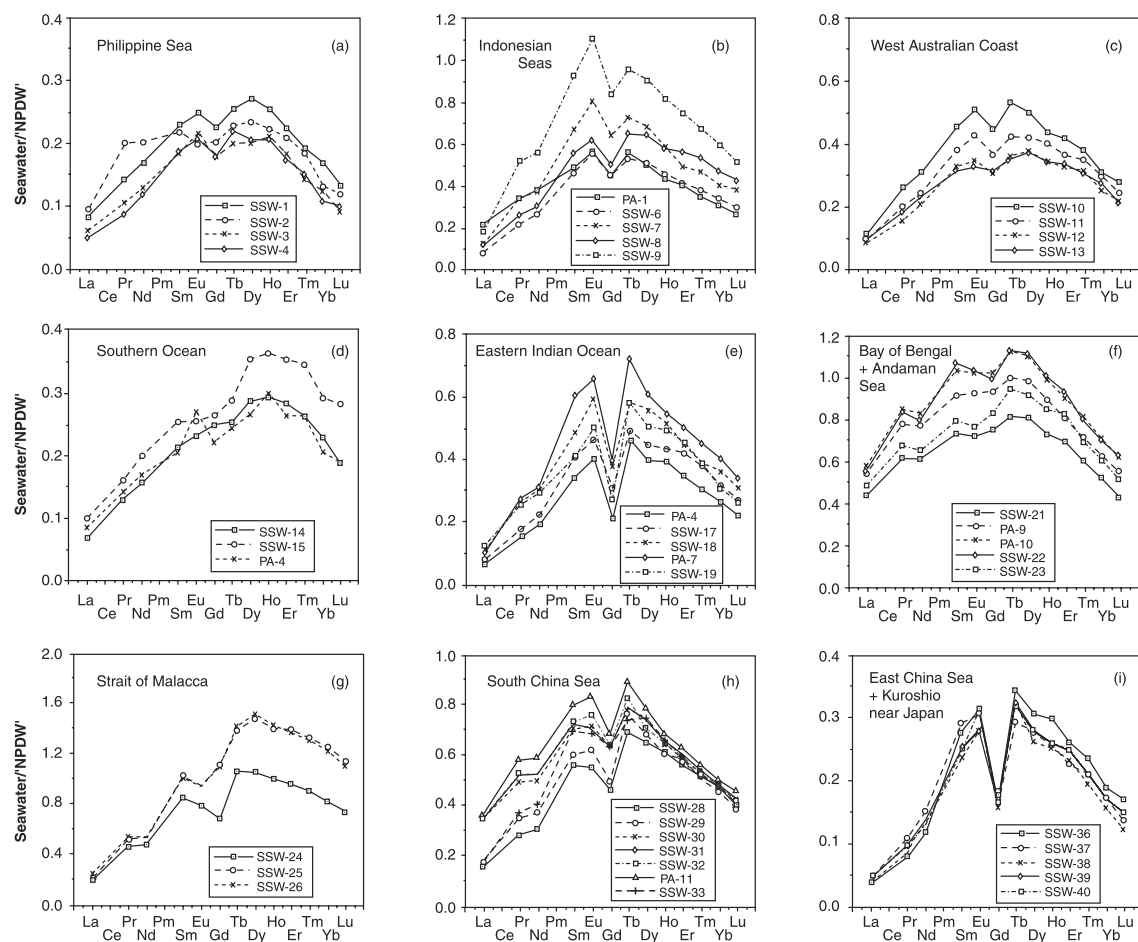 Philippine Sea
(a)
Seawater/NPDW'
0.4
0.3
0.2
0.1
0.0
SSW-1
SSW-2
SSW-3
SSW-4
La Pr Pm Eu Tb Ho Tm Lu
Ce Nd Sm Gd Dy Er Yb
Indonesian
Seas
(b)
1.2
1.0
0.8
0.6
0.4
0.2
0.0
PA-1
SSW-6
SSW-7
SSW-8
SSW-9
La Pr Pm Eu Tb Ho Tm Lu
Ce Nd Sm Gd Dy Er Yb
West Australian Coast
(c)
0.8
0.6
0.4
0.2
0.0
SSW-10
SSW-11
SSW-12
SSW-13
La Pr Pm Eu Tb Ho Tm Lu
Ce Nd Sm Gd Dy Er Yb
Southern Ocean
(d)
Seawater/NPDW'
0.4
0.3
0.2
0.1
0.0
SSW-14
SSW-15
PA-4
La Pr Pm Eu Tb Ho Tm Lu
Ce Nd Sm Gd Dy Er Yb
Eastern Indian Ocean
(e)
0.8
0.6
0.4
0.2
0.0
PA-4
SSW-17
SSW-18
PA-7
SSW-19
La Pr Pm Eu Tb Ho Tm Lu
Ce Nd Sm Gd Dy Er Yb
Bay of Bengal
+ Andaman
Sea
(f)
1.2
1.0
0.8
0.6
0.4
0.2
0.0
SSW-21
PA-9
PA-10
SSW-22
SSW-23
La Pr Pm Eu Tb Ho Tm Lu
Ce Nd Sm Gd Dy Er Yb
Strait of Malacca
(g)
Seawater/NPDW'
2.0
1.6
1.2
0.8
0.4
0.0
SSW-24
SSW-25
SSW-26
La Pr Pm Eu Tb Ho Tm Lu
Ce Nd Sm Gd Dy Er Yb
South China Sea
(h)
1.0
0.8
0.6
0.4
0.2
0.0
SSW-28
SSW-29
SSW-30
SSW-31
SSW-32
PA-11
SSW-33
La Pr Pm Eu Tb Ho Tm Lu
Ce Nd Sm Gd Dy Er Yb
East China Sea
+ Kuroshio
near Japan
(i)
0.4
0.3
0.2
0.1
0.0
SSW-36
SSW-37
SSW-38
SSW-39
SSW-40
La Pr Pm Eu Tb Ho Tm Lu
Ce Nd Sm Gd Dy Er Yb